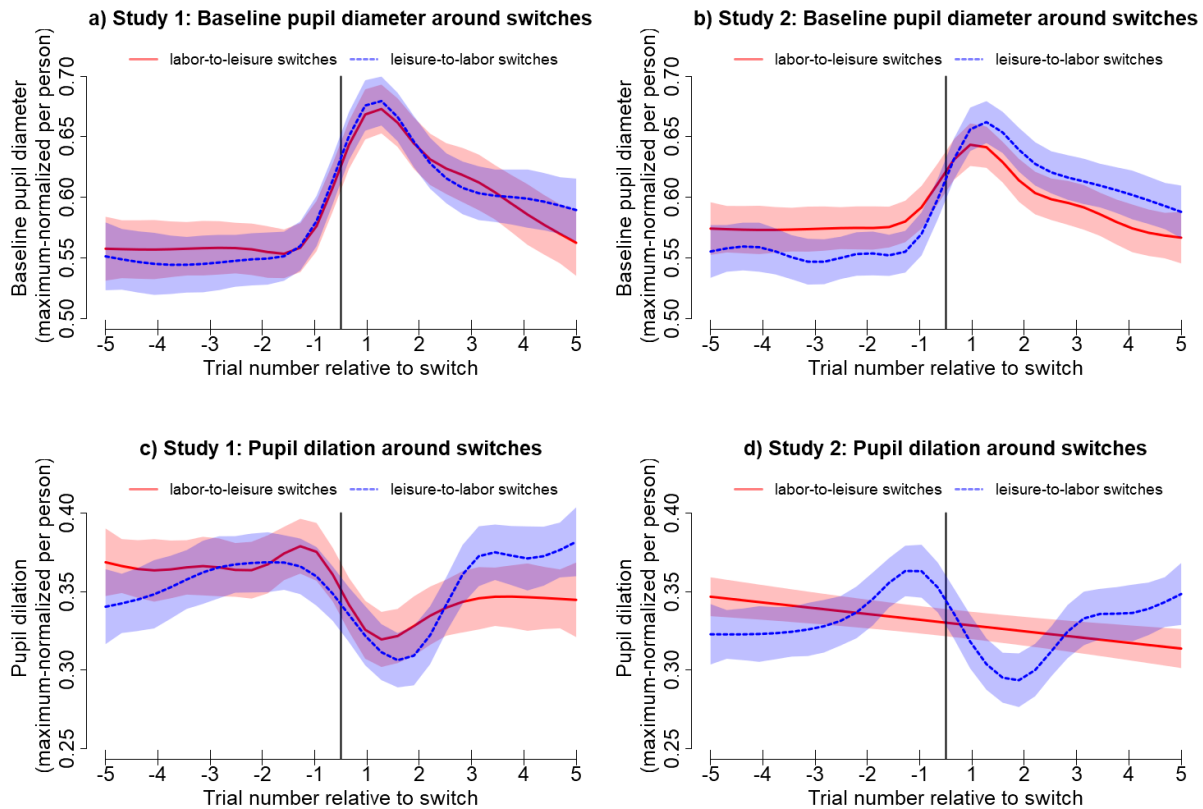 a) Study 1: Baseline pupil diameter around switches
labor-to-leisure switches
leisure-to-labor switches
Baseline pupil diameter
(maximum-normalized per person)
0.70
0.65
0.60
0.55
0.50
-5 -4 -3 -2 -1 1 2 3 4 5
Trial number relative to switch
b) Study 2: Baseline pupil diameter around switches
labor-to-leisure switches
leisure-to-labor switches
Baseline pupil diameter
(maximum-normalized per person)
0.70
0.65
0.60
0.55
0.50
-5 -4 -3 -2 -1 1 2 3 4 5
Trial number relative to switch
c) Study 1: Pupil dilation around switches
labor-to-leisure switches
leisure-to-labor switches
Pupil dilation
(maximum-normalized per person)
0.40
0.35
0.30
0.25
-5 -4 -3 -2 -1 1 2 3 4 5
Trial number relative to switch
d) Study 2: Pupil dilation around switches
labor-to-leisure switches
leisure-to-labor switches
Pupil dilation
(maximum-normalized per person)
0.40
0.35
0.30
0.25
-5 -4 -3 -2 -1 1 2 3 4 5
Trial number relative to switch